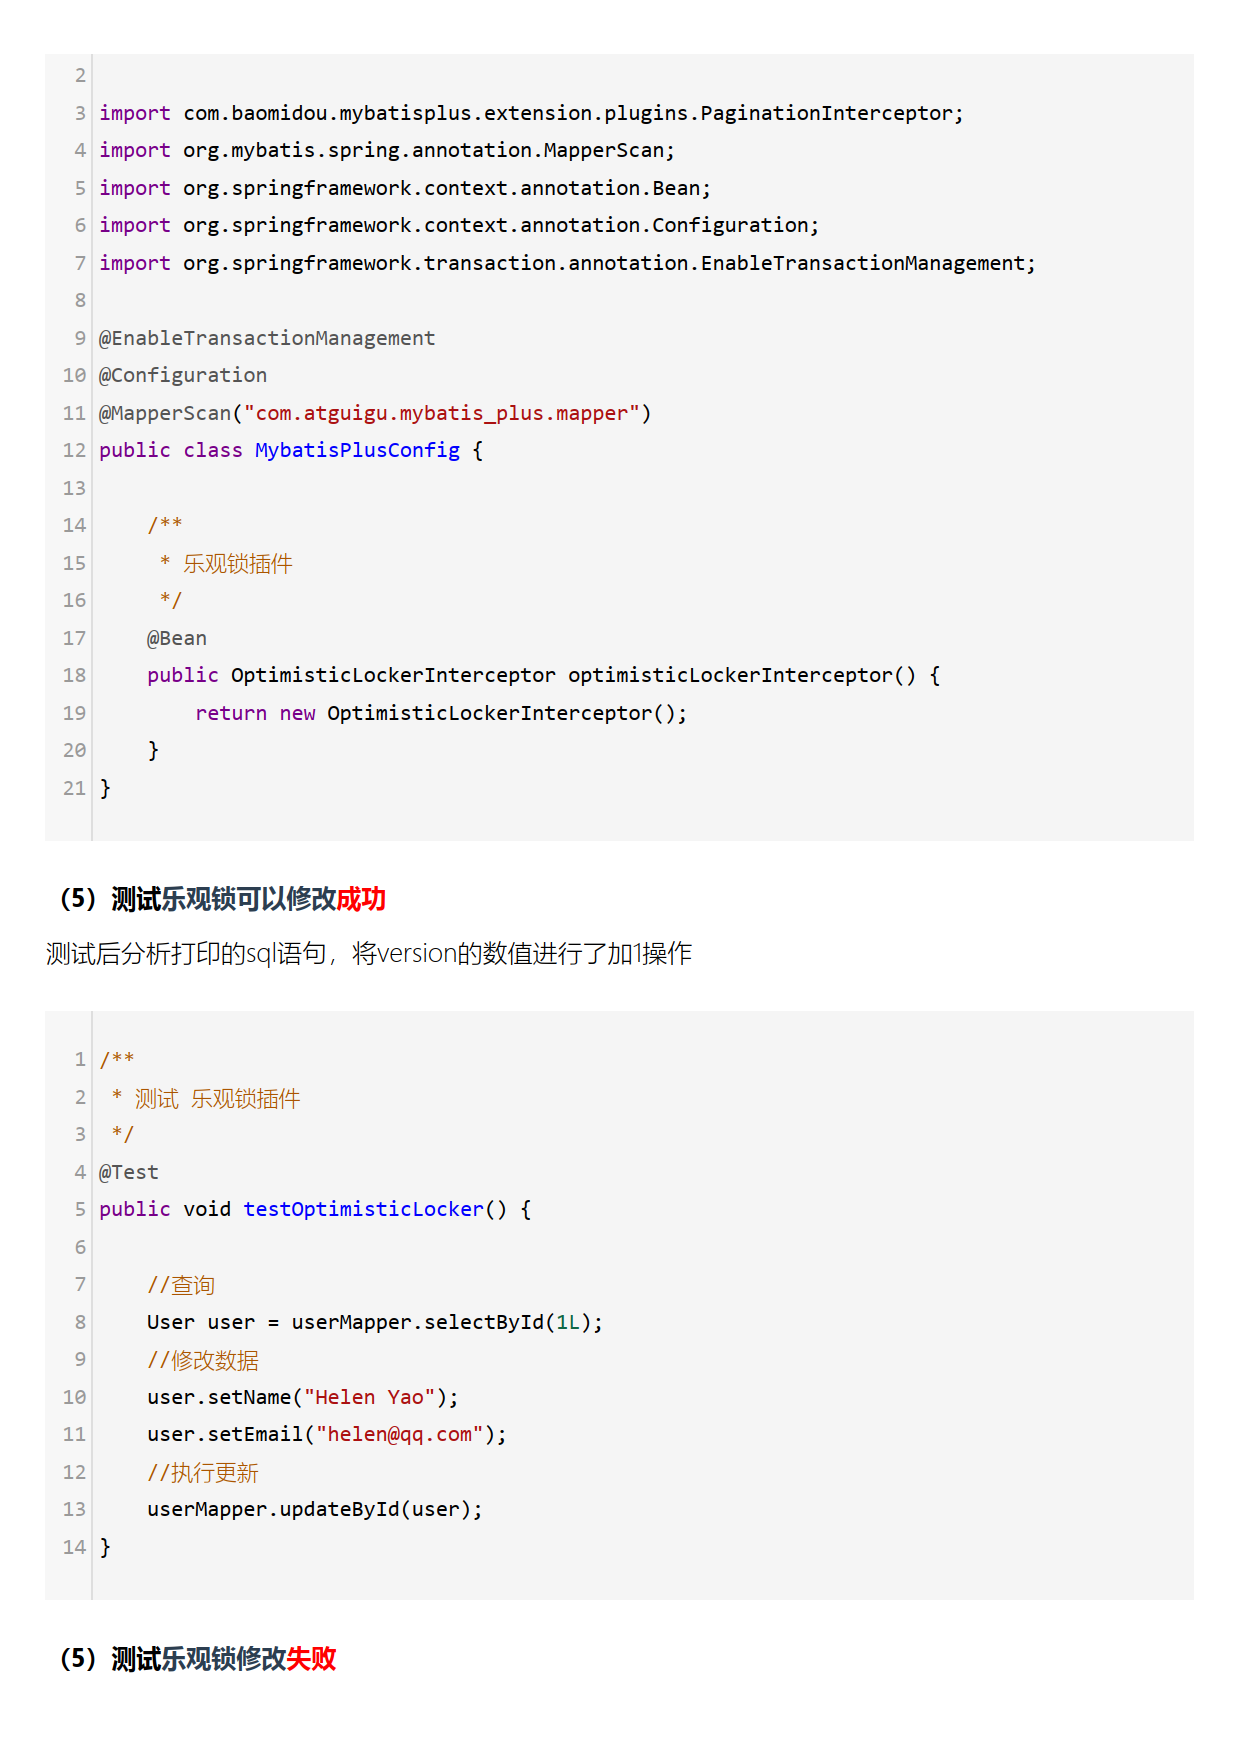 2
3 import com.baomidou.mybatisplus.extension.plugins.PaginationInterceptor;
4 import org.mybatis.spring.annotation.MapperScan;
5 import org.springframework.context.annotation.Bean;
6 import org.springframework.context.annotation.Configuration;
7 import org.springframework.transaction.annotation.EnableTransactionManagement;
8
9 @EnableTransactionManagement
10 @Configuration
11 @MapperScan("com.atguigu.mybatis_plus.mapper")
12 public class MybatisPlusConfig {
13
14     /**
15      * 乐观锁插件
16      */
17     @Bean
18     public OptimisticLockerInterceptor optimisticLockerInterceptor() {
19         return new OptimisticLockerInterceptor();
20     }
21 }
（5）测试乐观锁可以修改成功
测试后分析打印的sql语句，将version的数值进行了加1操作
1 /**
2  * 测试 乐观锁插件
3  */
4 @Test
5 public void testOptimisticLocker() {
6
7     //查询
8     User user = userMapper.selectById(1L);
9     //修改数据
10     user.setName("Helen Yao");
11     user.setEmail("helen@qq.com");
12     //执行更新
13     userMapper.updateById(user);
14 }
（5）测试乐观锁修改失败